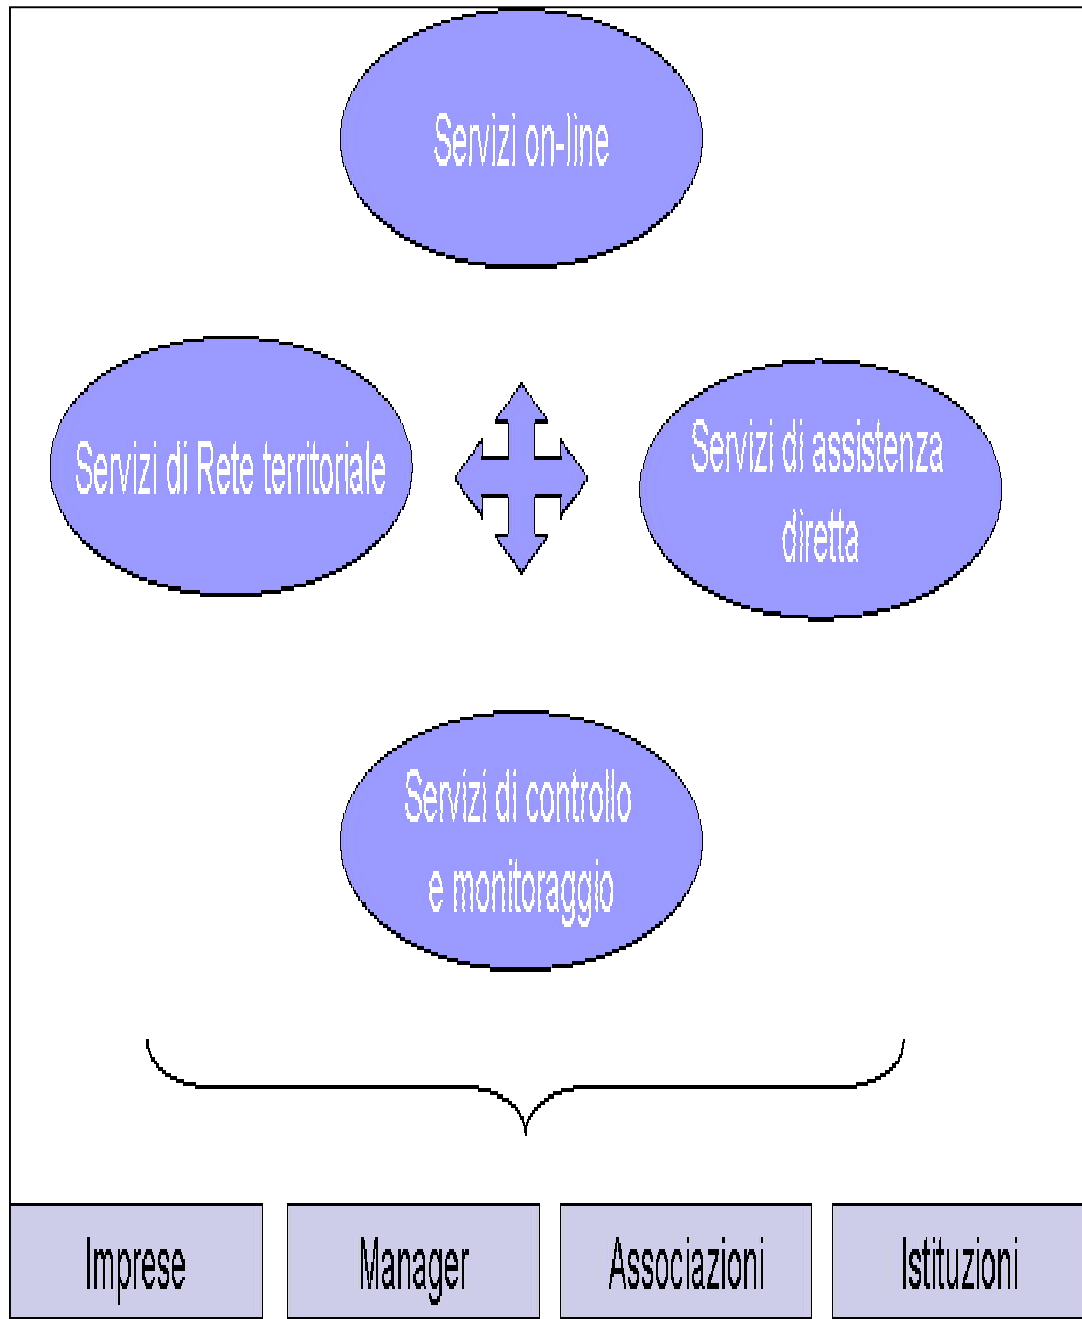 Servizi on-line
Servizi di Rete territoriale
Servizi di assistenza
diretta
Servizi di controllo
e monitoraggio
Imprese
Manager
Associazioni
Istituzioni